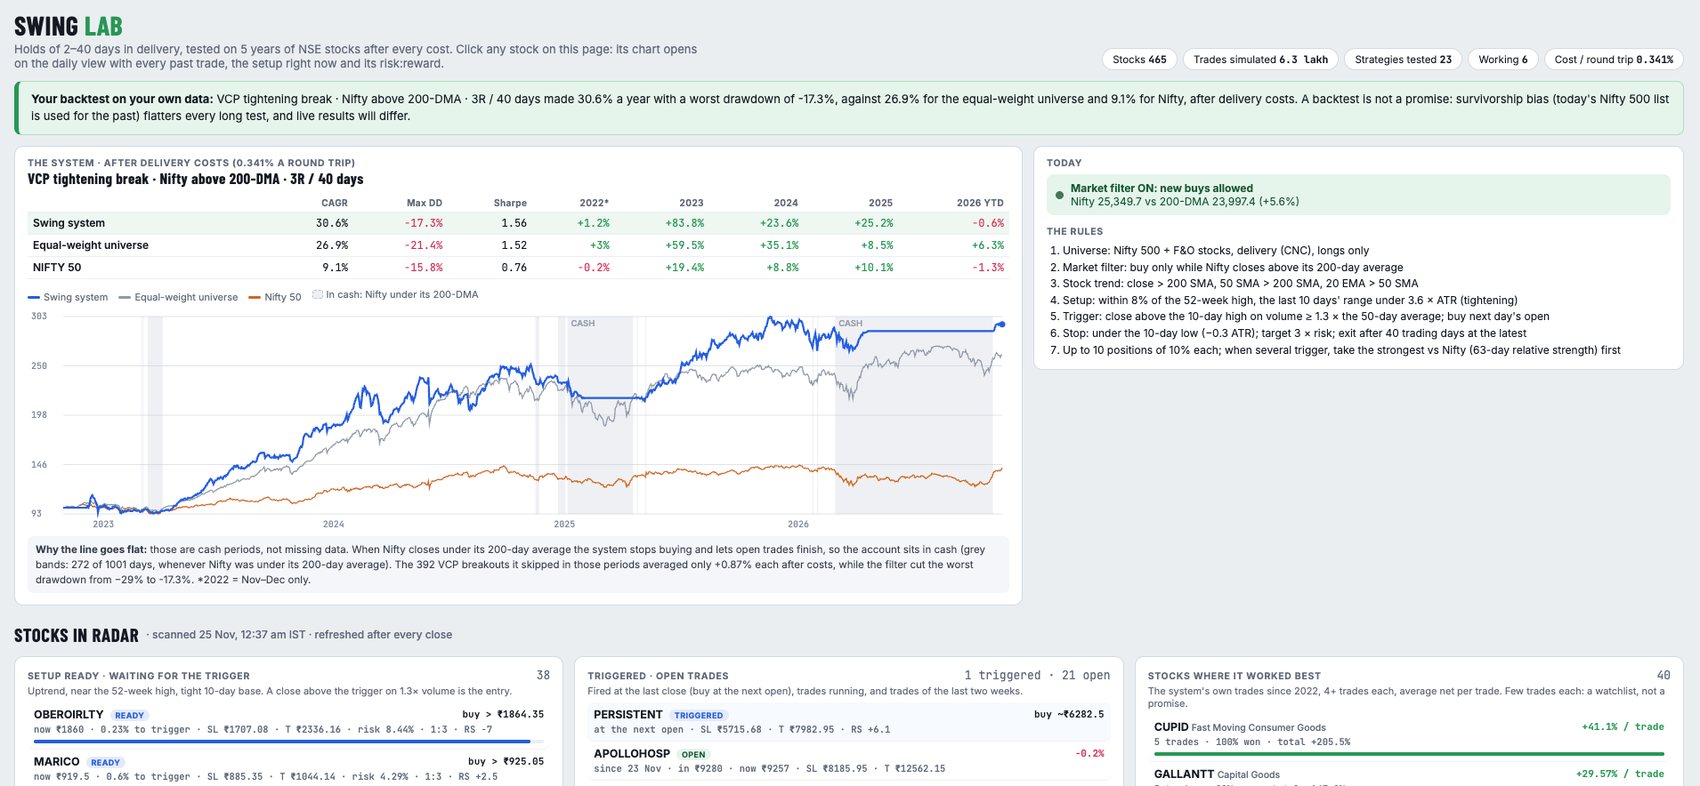 SWING LAB
Holds of 2–40 days in delivery, tested on 5 years of NSE stocks after every cost. Click any stock on this page: its chart opens
on the daily view with every past trade, the setup right now and its risk:reward.
Stocks 465 Trades simulated 6.3 lakh Strategies tested 23 Working 6 Cost / round trip 0.341%
Your backtest on your own data: VCP tightening break · Nifty above 200-DMA · 3R / 40 days made 30.6% a year with a worst drawdown of -17.3%, against 26.9% for the equal-weight universe and 9.1% for Nifty, after delivery costs. A backtest is not a promise: survivorship bias (today's Nifty 500 list
is used for the past) flatters every long test, and live results will differ.
THE SYSTEM · AFTER DELIVERY COSTS (0.341% A ROUND TRIP)
VCP tightening break · Nifty above 200-DMA · 3R / 40 days
CAGR Max DD Sharpe 2022* 2023 2024 2025 2026 YTD
Swing system 30.6% -17.3% 1.56 +1.2% +83.8% +23.6% +25.2% -0.6%
Equal-weight universe 26.9% -21.4% 1.52 +3% +59.5% +35.1% +8.5% +6.3%
NIFTY 50 9.1% -15.8% 0.76 -0.2% +19.4% +8.8% +10.1% -1.3%
Swing system Equal-weight universe Nifty 50 In cash: Nifty under its 200-DMA
303
CASH CASH
250
198
146
93
2023 2024 2025 2026
Why the line goes flat: those are cash periods, not missing data. When Nifty closes under its 200-day average the system stops buying and lets open trades finish, so the account sits in cash (grey
bands: 272 of 1001 days, whenever Nifty was under its 200-day average). The 392 VCP breakouts it skipped in those periods averaged only +0.87% each after costs, while the filter cut the worst
drawdown from −29% to -17.3%. *2022 = Nov–Dec only.
TODAY
Market filter ON: new buys allowed
Nifty 25,349.7 vs 200-DMA 23,997.4 (+5.6%)
THE RULES
1. Universe: Nifty 500 + F&O stocks, delivery (CNC), longs only
2. Market filter: buy only while Nifty closes above its 200-day average
3. Stock trend: close > 200 SMA, 50 SMA > 200 SMA, 20 EMA > 50 SMA
4. Setup: within 8% of the 52-week high, the last 10 days' range under 3.6 × ATR (tightening)
5. Trigger: close above the 10-day high on volume ≥ 1.3 × the 50-day average; buy next day's open
6. Stop: under the 10-day low (−0.3 ATR); target 3 × risk; exit after 40 trading days at the latest
7. Up to 10 positions of 10% each; when several trigger, take the strongest vs Nifty (63-day relative strength) first
STOCKS IN RADAR · scanned 25 Nov, 12:37 am IST · refreshed after every close
SETUP READY · WAITING FOR THE TRIGGER 38
Uptrend, near the 52-week high, tight 10-day base. A close above the trigger on 1.3× volume is the entry.
OBEROIRLTY READY buy > ₹1864.35
now ₹1860 · 0.23% to trigger · SL ₹1707.08 · T ₹2336.16 · risk 8.44% · 1:3 · RS -7
MARICO READY buy > ₹925.05
now ₹919.5 · 0.6% to trigger · SL ₹885.35 · T ₹1044.14 · risk 4.29% · 1:3 · RS +2.5
TRIGGERED · OPEN TRADES 1 triggered · 21 open
Fired at the last close (buy at the next open), trades running, and trades of the last two weeks.
PERSISTENT TRIGGERED buy ~₹6282.5
at the next open · SL ₹5715.68 · T ₹7982.95 · RS +6.1
APOLLOHOSP OPEN -0.2%
since 23 Nov · in ₹9280 · now ₹9257 · SL ₹8185.95 · T ₹12562.15
STOCKS WHERE IT WORKED BEST 40
The system's own trades since 2022, 4+ trades each, average net per trade. Few trades each: a watchlist, not a
promise.
CUPID Fast Moving Consumer Goods +41.1% / trade
5 trades · 100% won · total +205.5%
GALLANTT Capital Goods +29.57% / trade